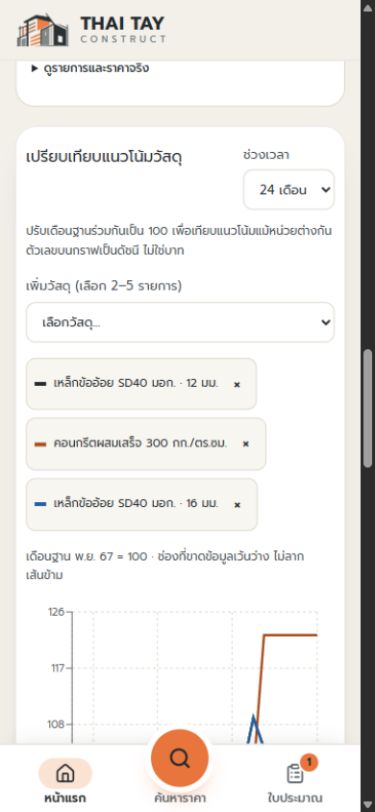 THAI TAY
CONSTRUCT
▶ ดูรายการและราคาจริง
เปรียบเทียบแนวโน้มวัสดุ
ช่วงเวลา
24 เดือน
ปรับเดือนฐานร่วมกันเป็น 100 เพื่อเทียบแนวโน้มแม้หน่วยต่างกัน
ตัวเลขบนกราฟเป็นดัชนี ไม่ใช่บาท
เพิ่มวัสดุ (เลือก 2–5 รายการ)
เลือกวัสดุ...
เหล็กข้ออ้อย SD40 มอก. · 12 มม. ×
คอนกรีตผสมเสร็จ 300 กก./ตร.ซม. ×
เหล็กข้ออ้อย SD40 มอก. · 16 มม. ×
เดือนฐาน พ.ย. 67 = 100 · ช่องที่ขาดข้อมูลเว้นว่าง ไม่ลาก
เส้นข้าม
126
117
108
หน้าแรก
ค้นหาราคา
1
ใบประมาณ